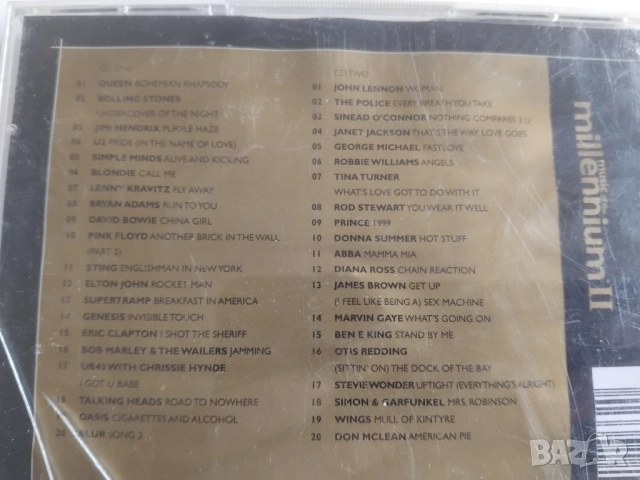 CD ONE
01 QUEEN BOHEMIAN RHAPSODY
02 ROLLING STONES
UNDERCOVER OF THE NIGHT
03 JIMI HENDRIX PURPLE HAZE
04 U2 PRIDE (IN THE NAME OF LOVE)
05 SIMPLE MINDS ALIVE AND KICKING
06 BLONDIE CALL ME
07 LENNY KRAVITZ FLY AWAY
08 BRYAN ADAMS RUN TO YOU
09 DAVID BOWIE CHINA GIRL
10 PINK FLOYD ANOTHER BRICK IN THE WALL
(PART 2)
11 STING ENGLISHMAN IN NEW YORK
12 ELTON JOHN ROCKET MAN
13 SUPERTRAMP BREAKFAST IN AMERICA
14 GENESIS INVISIBLE TOUCH
15 ERIC CLAPTON I SHOT THE SHERIFF
16 BOB MARLEY & THE WAILERS JAMMING
17 UB40 WITH CHRISSIE HYNDE
I GOT U BABE
18 TALKING HEADS ROAD TO NOWHERE
19 OASIS CIGARETTES AND ALCOHOL
20 BLUR SONG 2
CD TWO
01 JOHN LENNON WOMAN
02 THE POLICE EVERY BREATH YOU TAKE
03 SINEAD O'CONNOR NOTHING COMPARES 2 U
04 JANET JACKSON THAT'S THE WAY LOVE GOES
05 GEORGE MICHAEL FASTLOVE
06 ROBBIE WILLIAMS ANGELS
07 TINA TURNER
WHAT'S LOVE GOT TO DO WITH IT
08 ROD STEWART YOU WEAR IT WELL
09 PRINCE 1999
10 DONNA SUMMER HOT STUFF
11 ABBA MAMMA MIA
12 DIANA ROSS CHAIN REACTION
13 JAMES BROWN GET UP
(I FEEL LIKE BEING A) SEX MACHINE
14 MARVIN GAYE WHAT'S GOING ON
15 BEN E KING STAND BY ME
16 OTIS REDDING
(SITTIN' ON) THE DOCK OF THE BAY
17 STEVIE WONDER UPTIGHT (EVERYTHING'S ALRIGHT)
18 SIMON & GARFUNKEL MRS. ROBINSON
19 WINGS MULL OF KINTYRE
20 DON MCLEAN AMERICAN PIE
music
millennium II
BAZAR